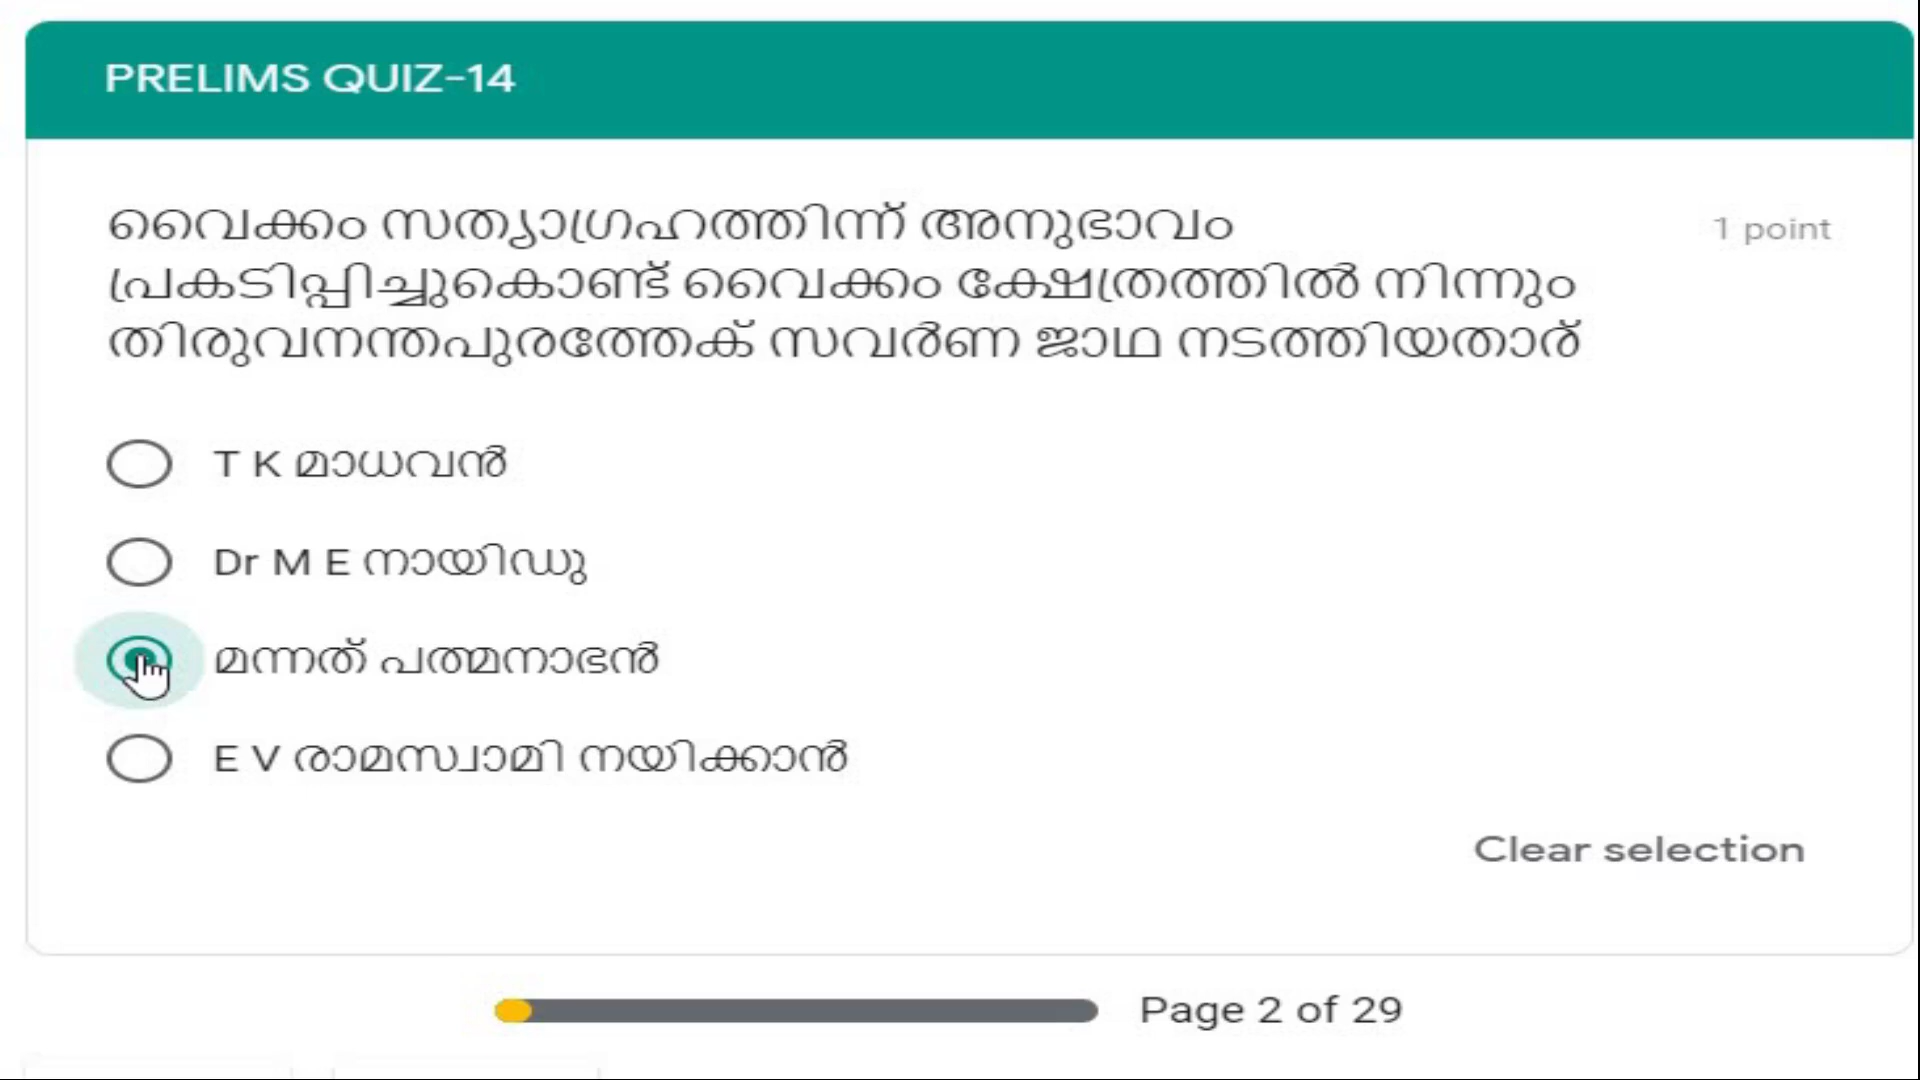 PRELIMS QUIZ-14
വൈക്കം സത്യാഗ്രഹത്തിന്ന് അനുഭാവം
1 point
പ്രകടിപ്പിച്ചുകൊണ്ട് വൈക്കം ക്ഷേത്രത്തിൽ നിന്നും
തിരുവനന്തപുരത്തേക് സവർണ ജാഥ നടത്തിയതാര്
T K മാധവൻ
Dr M E നായിഡു
മന്നത് പത്മനാഭൻ
E V രാമസ്വാമി നയിക്കാൻ
Clear selection
Page 2 of 29